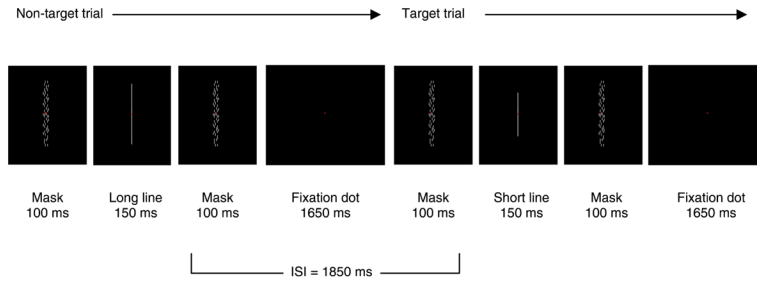 Non-target trial Target trial
Mask Long line Mask Fixation dot Mask Short line Mask Fixation dot
100 ms 150 ms 100 ms 1650 ms 100 ms 150 ms 100 ms 1650 ms
ISI = 1850 ms